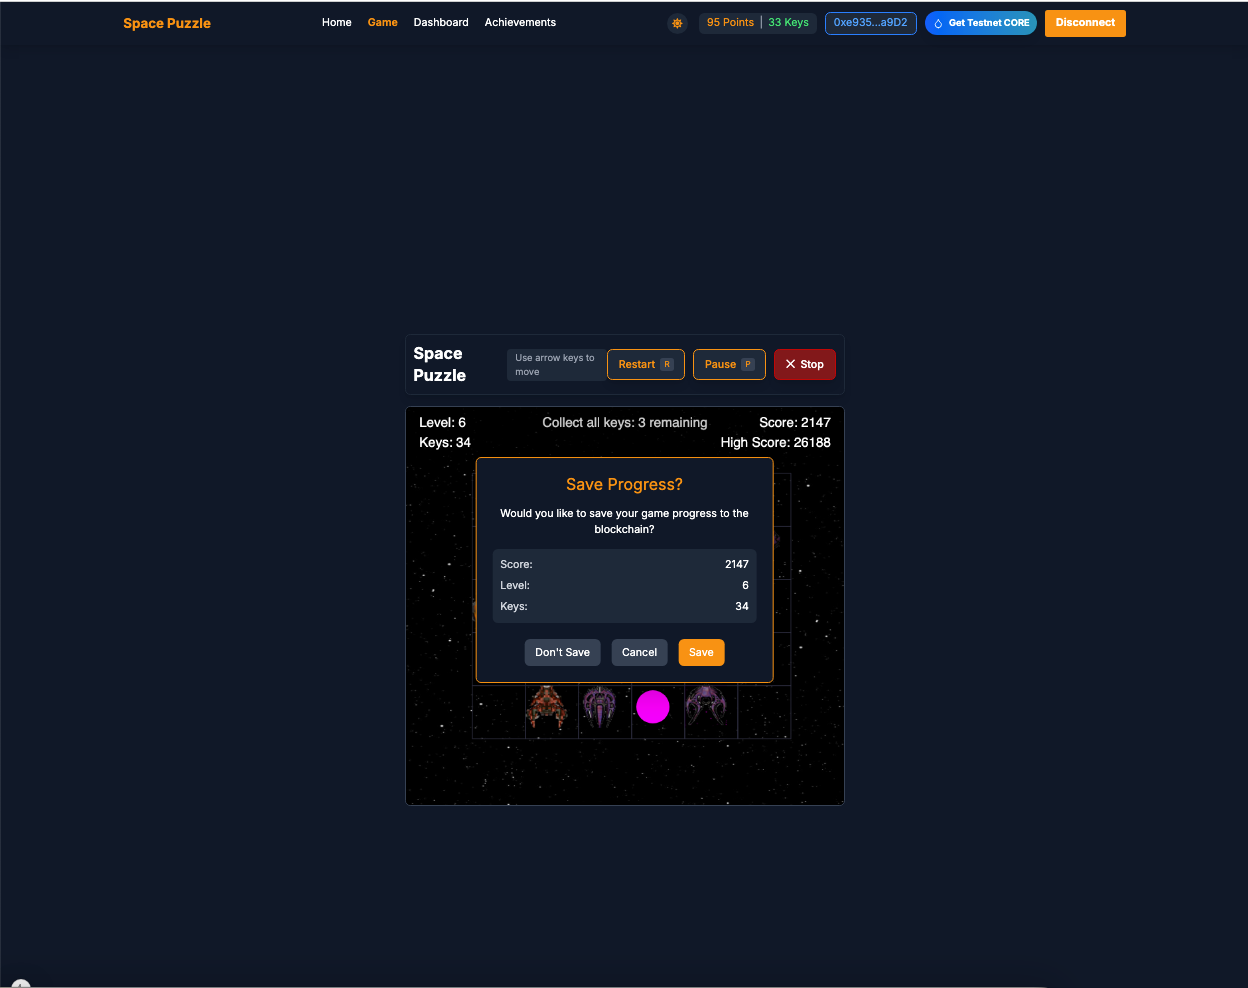 Space Puzzle
Home Game Dashboard Achievements
95 Points | 33 Keys
0xe935...a9D2
Get Testnet CORE
Disconnect
Space
Puzzle
Use arrow keys to
move
Restart R
Pause P
Stop
Level: 6
Collect all keys: 3 remaining
Score: 2147
Keys: 34
High Score: 26188
Save Progress?
Would you like to save your game progress to the
blockchain?
Score: 2147
Level: 6
Keys: 34
Don't Save
Cancel
Save